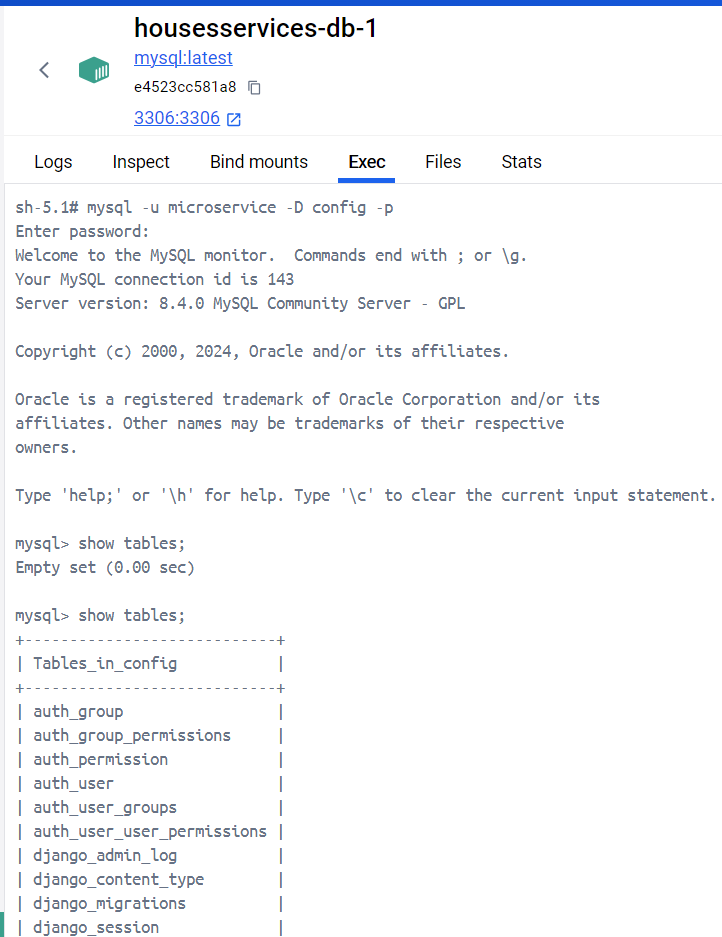 housesservices-db-1
mysql:latest
e4523cc581a8
3306:3306
Logs Inspect Bind mounts Exec Files Stats
sh-5.1# mysql -u microservice -D config -p
Enter password:
Welcome to the MySQL monitor.  Commands end with ; or \g.
Your MySQL connection id is 143
Server version: 8.4.0 MySQL Community Server - GPL
Copyright (c) 2000, 2024, Oracle and/or its affiliates.
Oracle is a registered trademark of Oracle Corporation and/or its
affiliates. Other names may be trademarks of their respective
owners.
Type 'help;' or '\h' for help. Type '\c' to clear the current input statement.
mysql> show tables;
Empty set (0.00 sec)
mysql> show tables;
+----------------------------+
| Tables_in_config           |
+----------------------------+
| auth_group                 |
| auth_group_permissions     |
| auth_permission            |
| auth_user                  |
| auth_user_groups           |
| auth_user_user_permissions |
| django_admin_log           |
| django_content_type        |
| django_migrations          |
| django_session             |